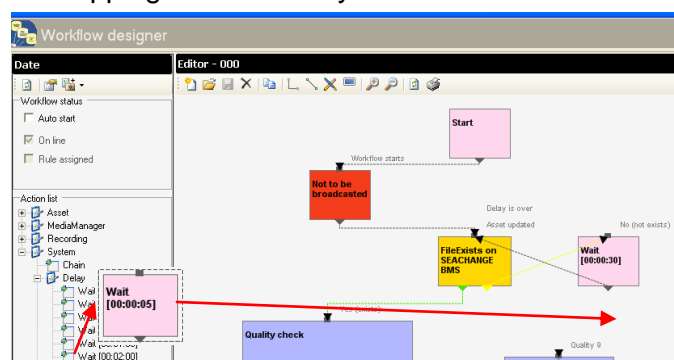 Workflow designer
Date
Editor - 000
Workflow status
Auto start
On line
Rule assigned
Action list
Asset
MediaManager
Recording
System
Chain
Delay
Wait
[00:00:05]
Wait [00:02:00]
Start
Workflow starts
Not to be
broadcasted
Delay is over
Asset updated
No (not exists)
FileExists on
SEACHANGE
BMS
Wait
[00:00:30]
Yes (exists)
Quality check
Quality 9